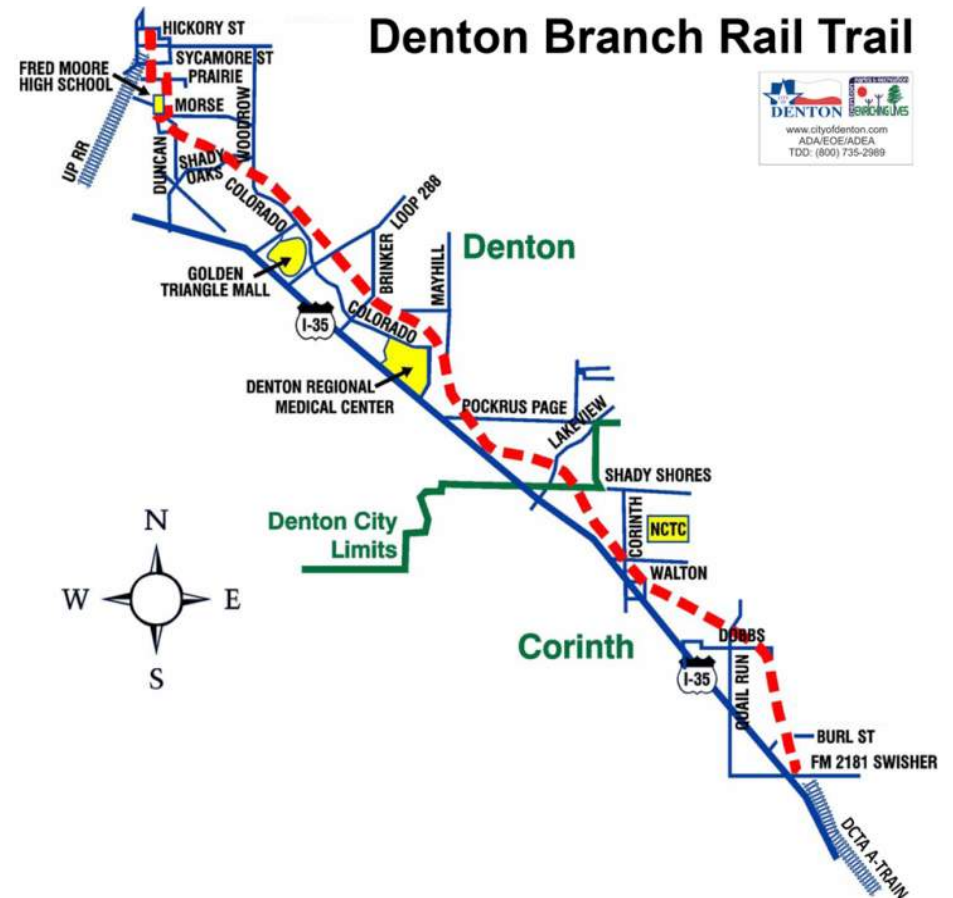 Denton Branch Rail Trail
HICKORY ST
SYCAMORE ST
PRAIRIE
FRED MOORE
HIGH SCHOOL
MORSE
WOODROW
UP RR
DUNCAN
SHADY
OAKS
COLORADO
LOOP 288
BRINKER
MAYHILL
Denton
DENTON
ENRICHING LIVES
www.cityofdenton.com
ADA/EOE/ADEA
TDD: (800) 735-2989
GOLDEN
TRIANGLE MALL
I-35
COLORADO
DENTON REGIONAL
MEDICAL CENTER
POCKRUS PAGE
LAKEVIEW
SHADY SHORES
Denton City
Limits
CORINTH
NCTC
WALTON
N
W
E
S
Corinth
DOBBS
I-35
QUAIL RUN
BURL ST
FM 2181 SWISHER
DCTA A-TRAIN